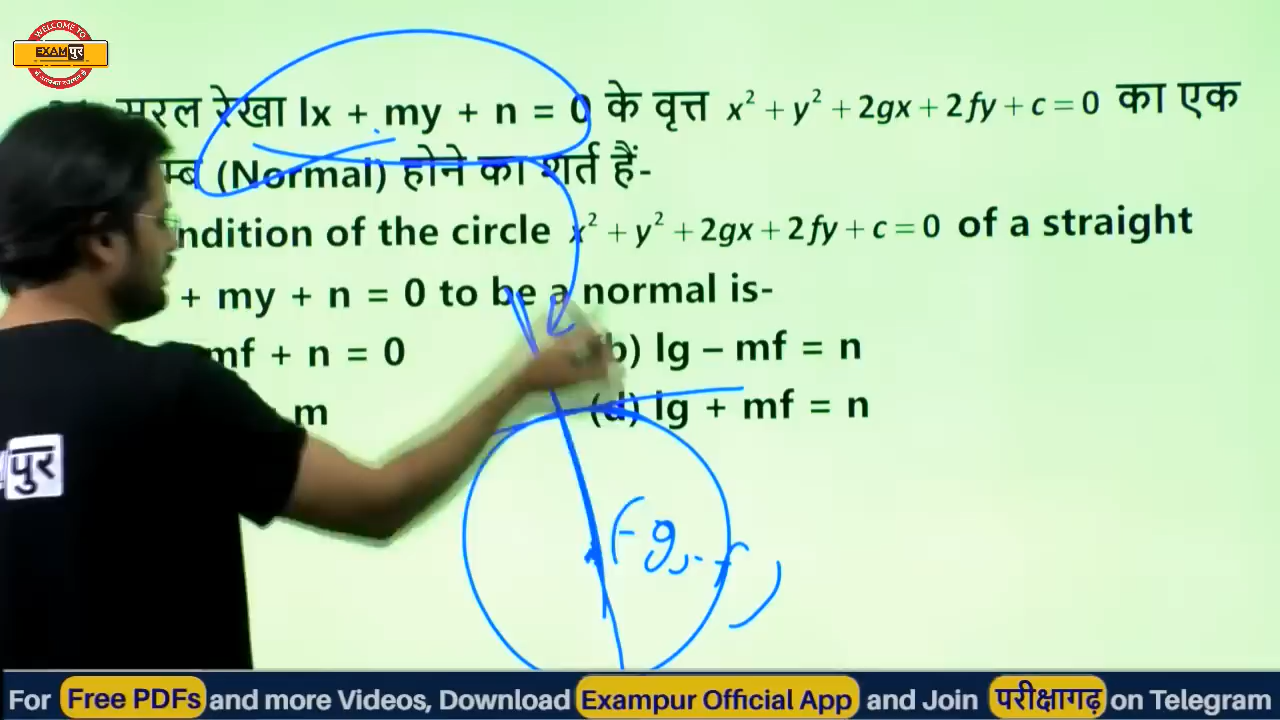 WELCOME TO
EXAMपुर
सरल रेखा lx + my + n = 0 के वृत्त x² + y² + 2gx + 2fy + c = 0 का एक
(Normal) होने का शर्त हैं-
ndition of the circle x² + y² + 2gx + 2fy + c = 0 of a straight
+ my + n = 0 to be a normal is-
mf + n = 0 (b) lg – mf = n
m (d) lg + mf = n
पुर
(-g, -f)
For Free PDFs and more Videos, Download Exampur Official App and Join परीक्षागढ़ on Telegram